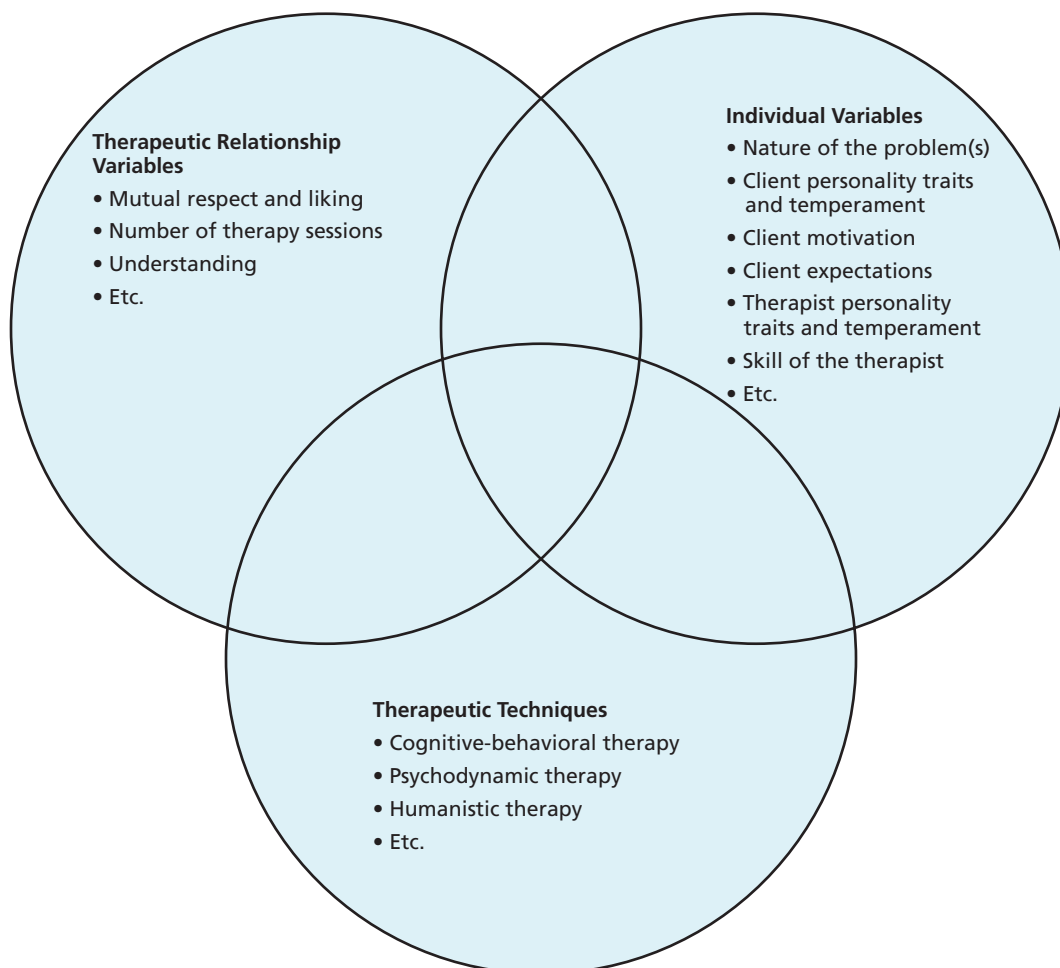 Therapeutic Relationship
Variables
• Mutual respect and liking
• Number of therapy sessions
• Understanding
• Etc.
Individual Variables
• Nature of the problem(s)
• Client personality traits
and temperament
• Client motivation
• Client expectations
• Therapist personality
traits and temperament
• Skill of the therapist
• Etc.
Therapeutic Techniques
• Cognitive-behavioral therapy
• Psychodynamic therapy
• Humanistic therapy
• Etc.